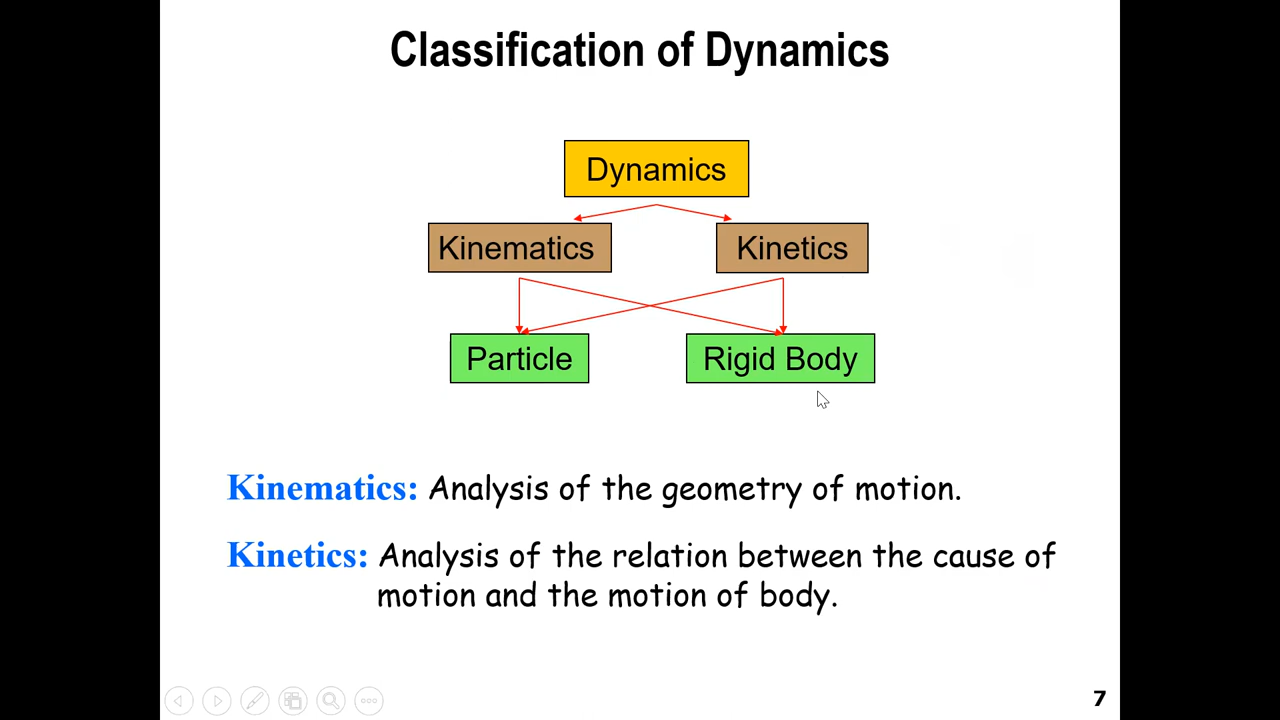 Classification of Dynamics
Dynamics
Kinematics
Kinetics
Particle
Rigid Body
Kinematics: Analysis of the geometry of motion.
Kinetics: Analysis of the relation between the cause of
motion and the motion of body.
7